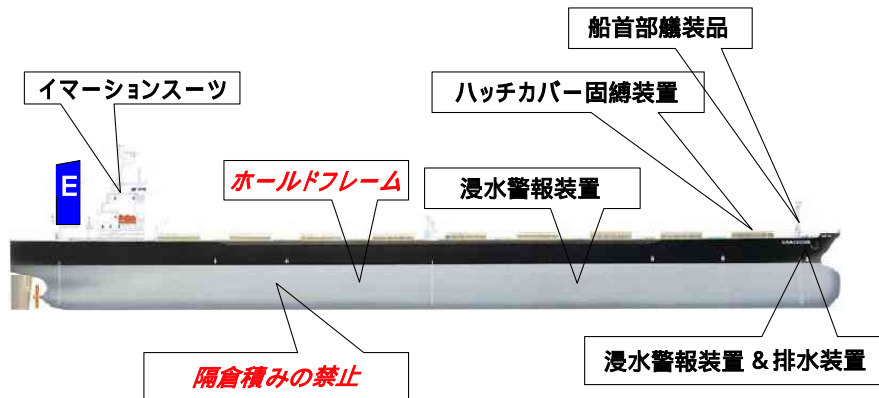 船首部艤装品
イマーションスーツ
ハッチカバー固縛装置
E
ホールドフレーム
浸水警報装置
浸水警報装置 & 排水装置
隔倉積みの禁止